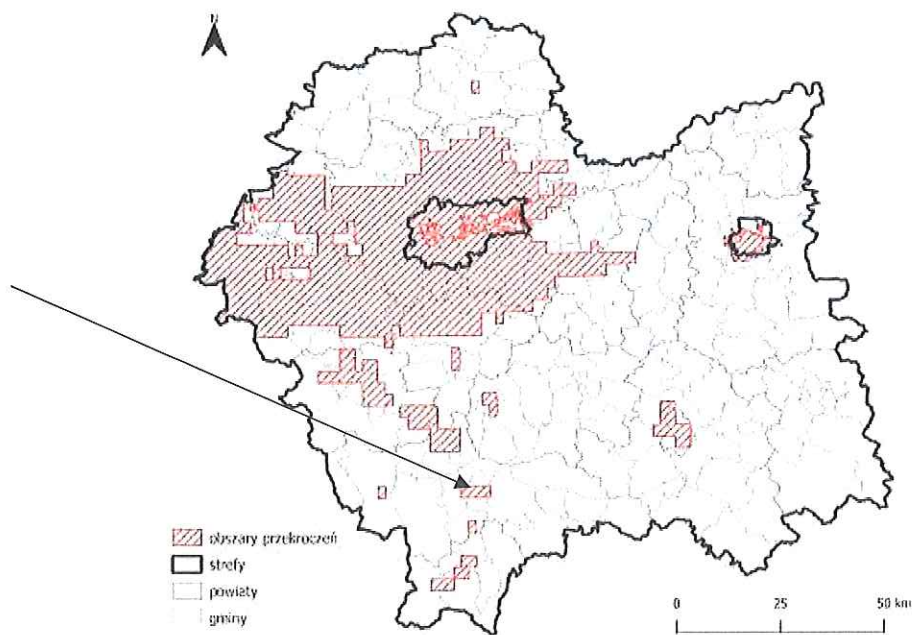 N
obszary przekroczeń
strefy
powiaty
gminy
0 25 50 km